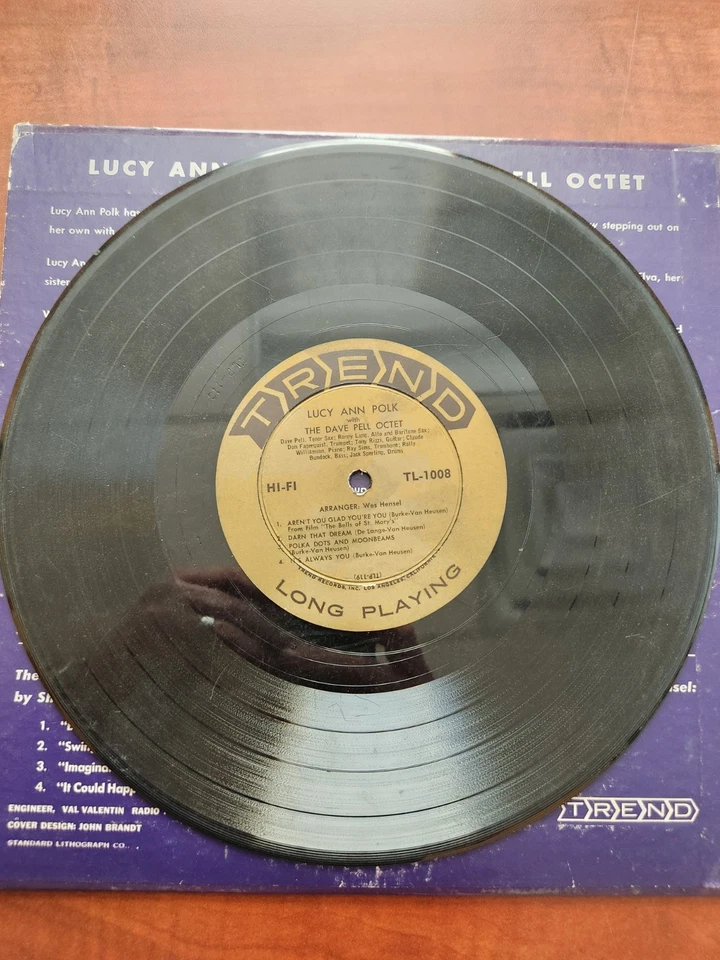 LUCY ANN
ELL OCTET
Lucy Ann Polk ha
w stepping out on
her own with
Lucy An
Elva, her
sister
TREND
LUCY ANN POLK
with
THE DAVE PELL OCTET
Dave Pell, Tenor Sax; Ronny Lang, Alto and Baritone Sax;
Don Fagerquist, Trumpet; Tony Rizzi, Guitar; Claude
Williamson, Piano; Ray Sims, Trombone; Rolly
Bundock, Bass; Jack Sperling, Drums
HI-FI
TL-1008
ARRANGER: Wes Hensel
1. AREN'T YOU GLAD YOU'RE YOU (Burke-Van Heusen)
From Film "The Bells of St. Mary's"
2. DARN THAT DREAM (De Lange-Van Heusen)
3. POLKA DOTS AND MOONBEAMS
(Burke-Van Heusen)
4. IT'S ALWAYS YOU (Burke-Van Heusen)
TREND RECORDS, INC. LOS ANGELES, CALIFORNIA
LONG PLAYING
The
by Si
nsel:
1.
2. "Swing
3. "Imagina
4. "It Could Happ
ENGINEER, VAL VALENTIN RADIO
COVER DESIGN: JOHN BRANDT
STANDARD LITHOGRAPH CO.
TREND